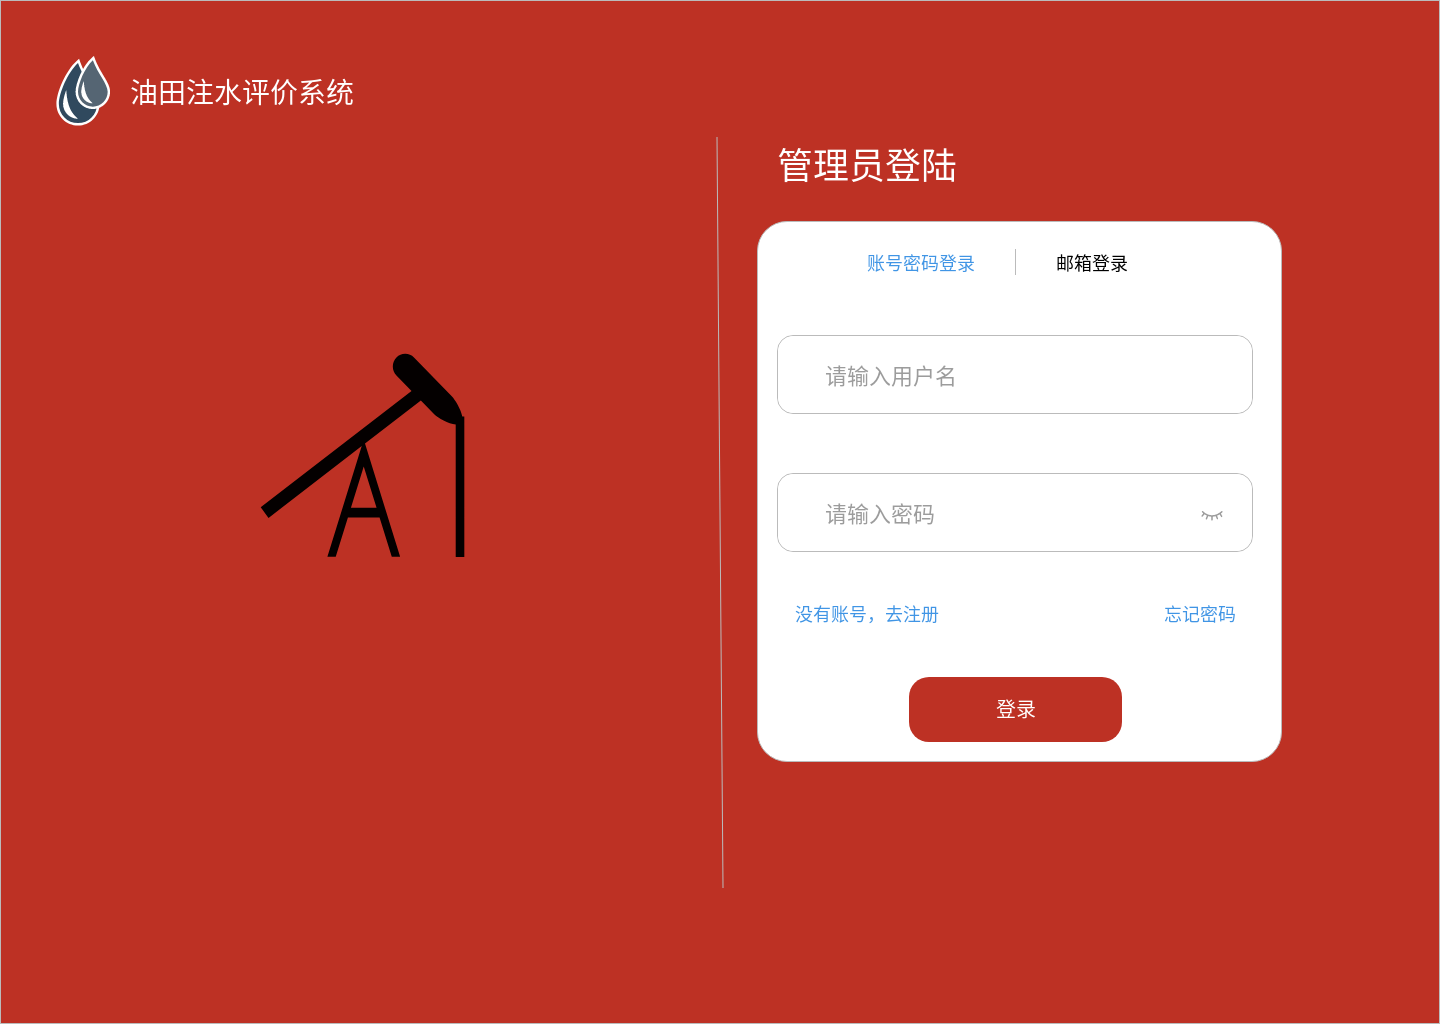 油田注水评价系统
管理员登陆
账号密码登录
邮箱登录
请输入用户名
请输入密码
没有账号，去注册
忘记密码
登录